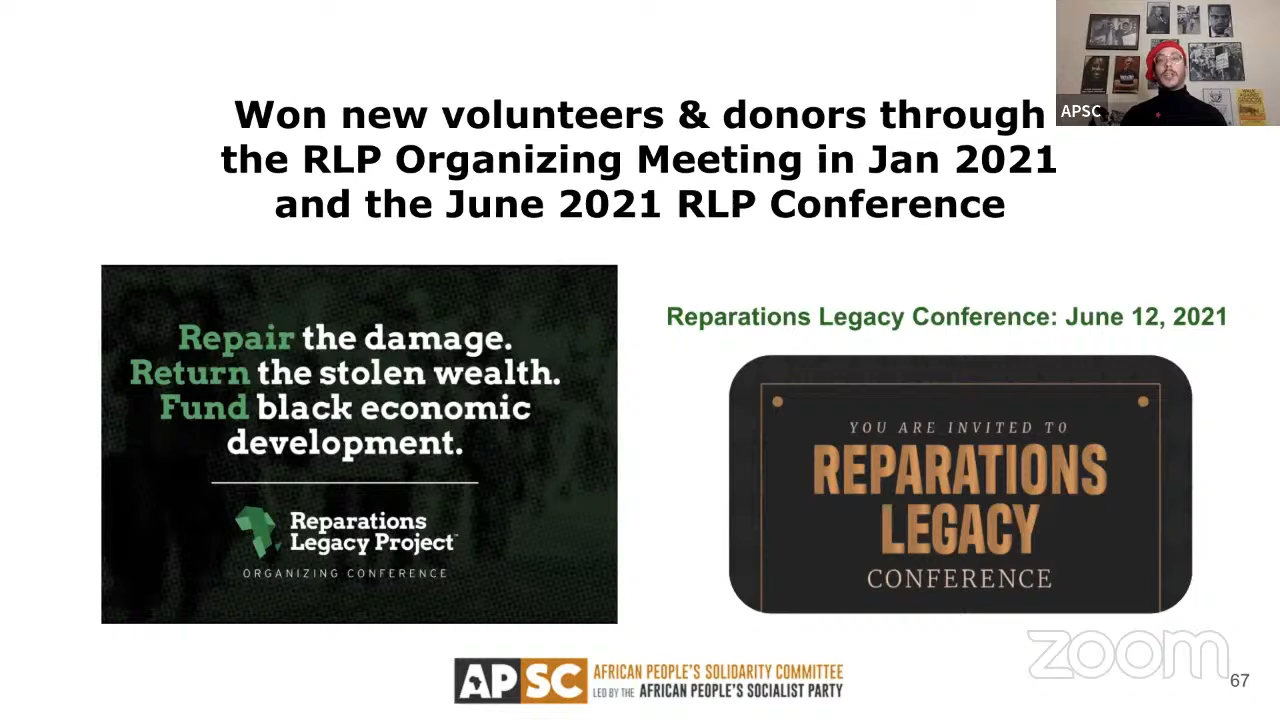 APSC
Won new volunteers & donors through
the RLP Organizing Meeting in Jan 2021
and the June 2021 RLP Conference
Repair the damage.
Return the stolen wealth.
Fund black economic
development.
Reparations
Legacy Project
ORGANIZING CONFERENCE
Reparations Legacy Conference: June 12, 2021
YOU ARE INVITED TO
REPARATIONS
LEGACY
CONFERENCE
APSC
AFRICAN PEOPLE'S SOLIDARITY COMMITTEE
LED BY THE AFRICAN PEOPLE'S SOCIALIST PARTY
zoom
67